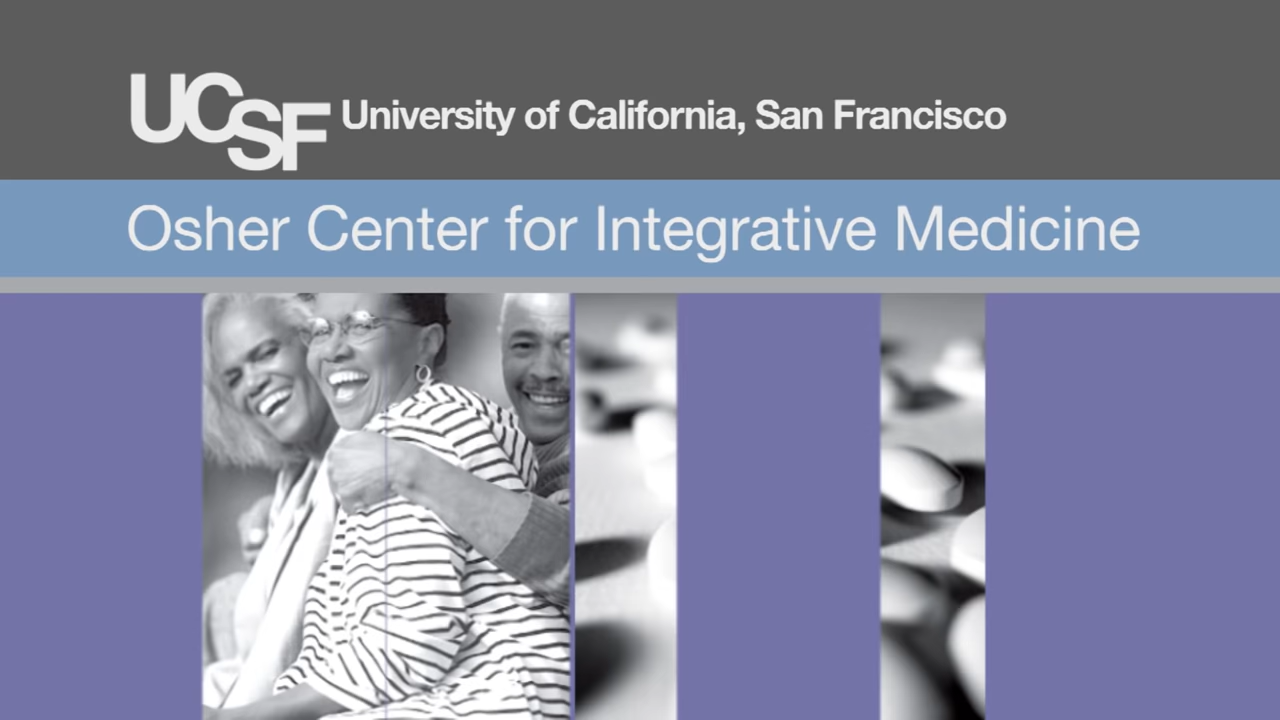 UCSF University of California, San Francisco
Osher Center for Integrative Medicine